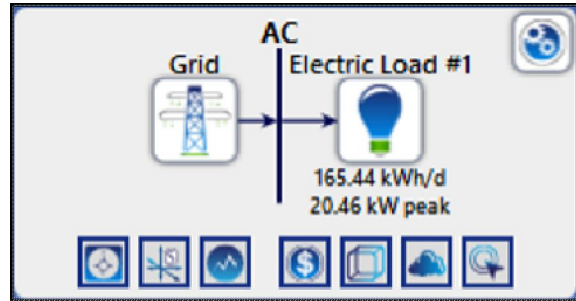 AC
Grid
Electric Load #1
165.44 kWh/d
20.46 kW peak
$